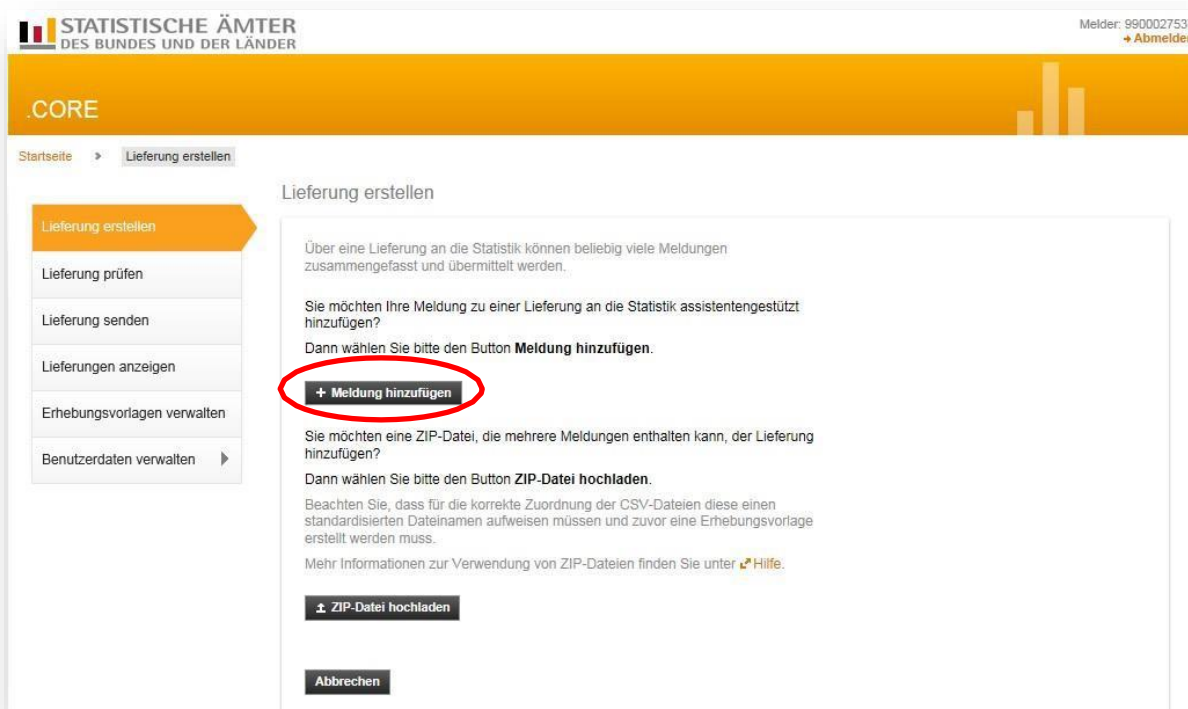 STATISTISCHE ÄMTER
DES BUNDES UND DER LÄNDER
Melder: 990002753
Abmelden
.CORE
Startseite
Lieferung erstellen
Lieferung erstellen
Lieferung erstellen
Lieferung prüfen
Lieferung senden
Lieferungen anzeigen
Erhebungsvorlagen verwalten
Benutzerdaten verwalten
Über eine Lieferung an die Statistik können beliebig viele Meldungen
zusammengefasst und übermittelt werden.
Sie möchten Ihre Meldung zu einer Lieferung an die Statistik assistentengestützt
hinzufügen?
Dann wählen Sie bitte den Button Meldung hinzufügen.
+ Meldung hinzufügen
Sie möchten eine ZIP-Datei, die mehrere Meldungen enthalten kann, der Lieferung
hinzufügen?
Dann wählen Sie bitte den Button ZIP-Datei hochladen.
Beachten Sie, dass für die korrekte Zuordnung der CSV-Dateien diese einen
standardisierten Dateinamen aufweisen müssen und zuvor eine Erhebungsvorlage
erstellt werden muss.
Mehr Informationen zur Verwendung von ZIP-Dateien finden Sie unter Hilfe.
ZIP-Datei hochladen
Abbrechen